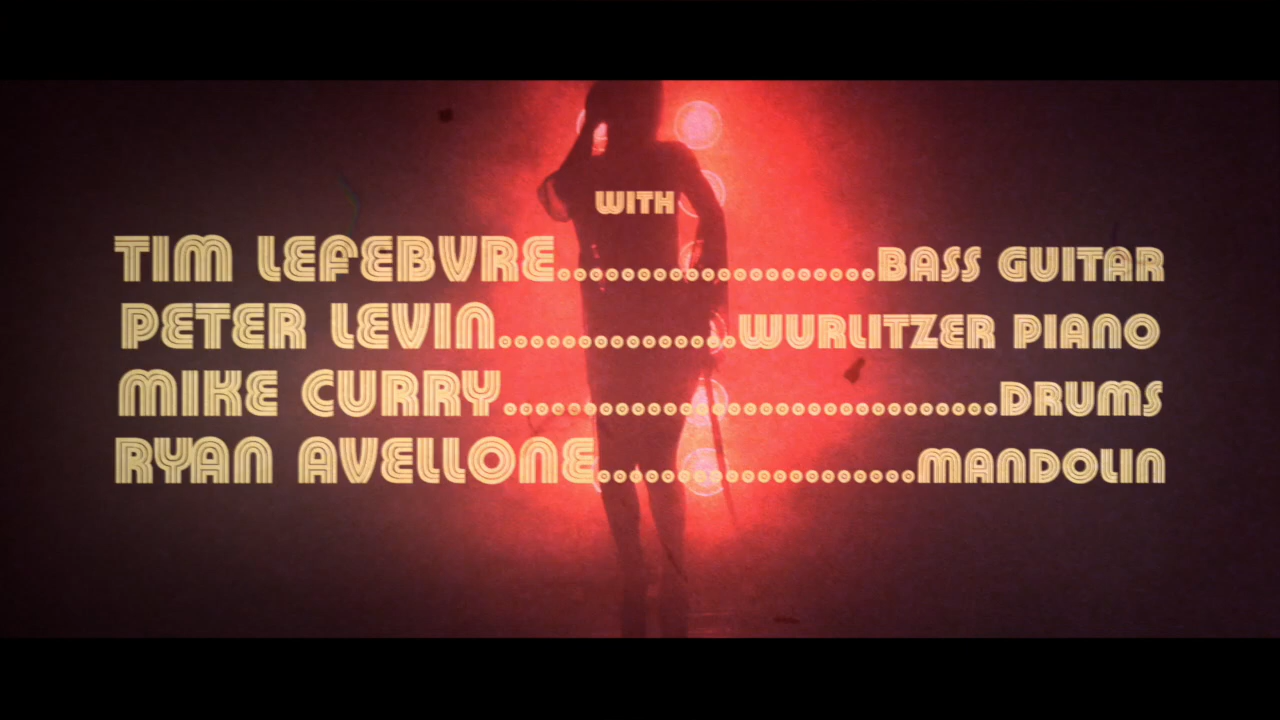 WITH
TIM LEFEBVRE....................BASS GUITAR
PETER LEVIN...............WURLITZER PIANO
MIKE CURRY...............................DRUMS
RYAN AVELLONE....................MANDOLIN